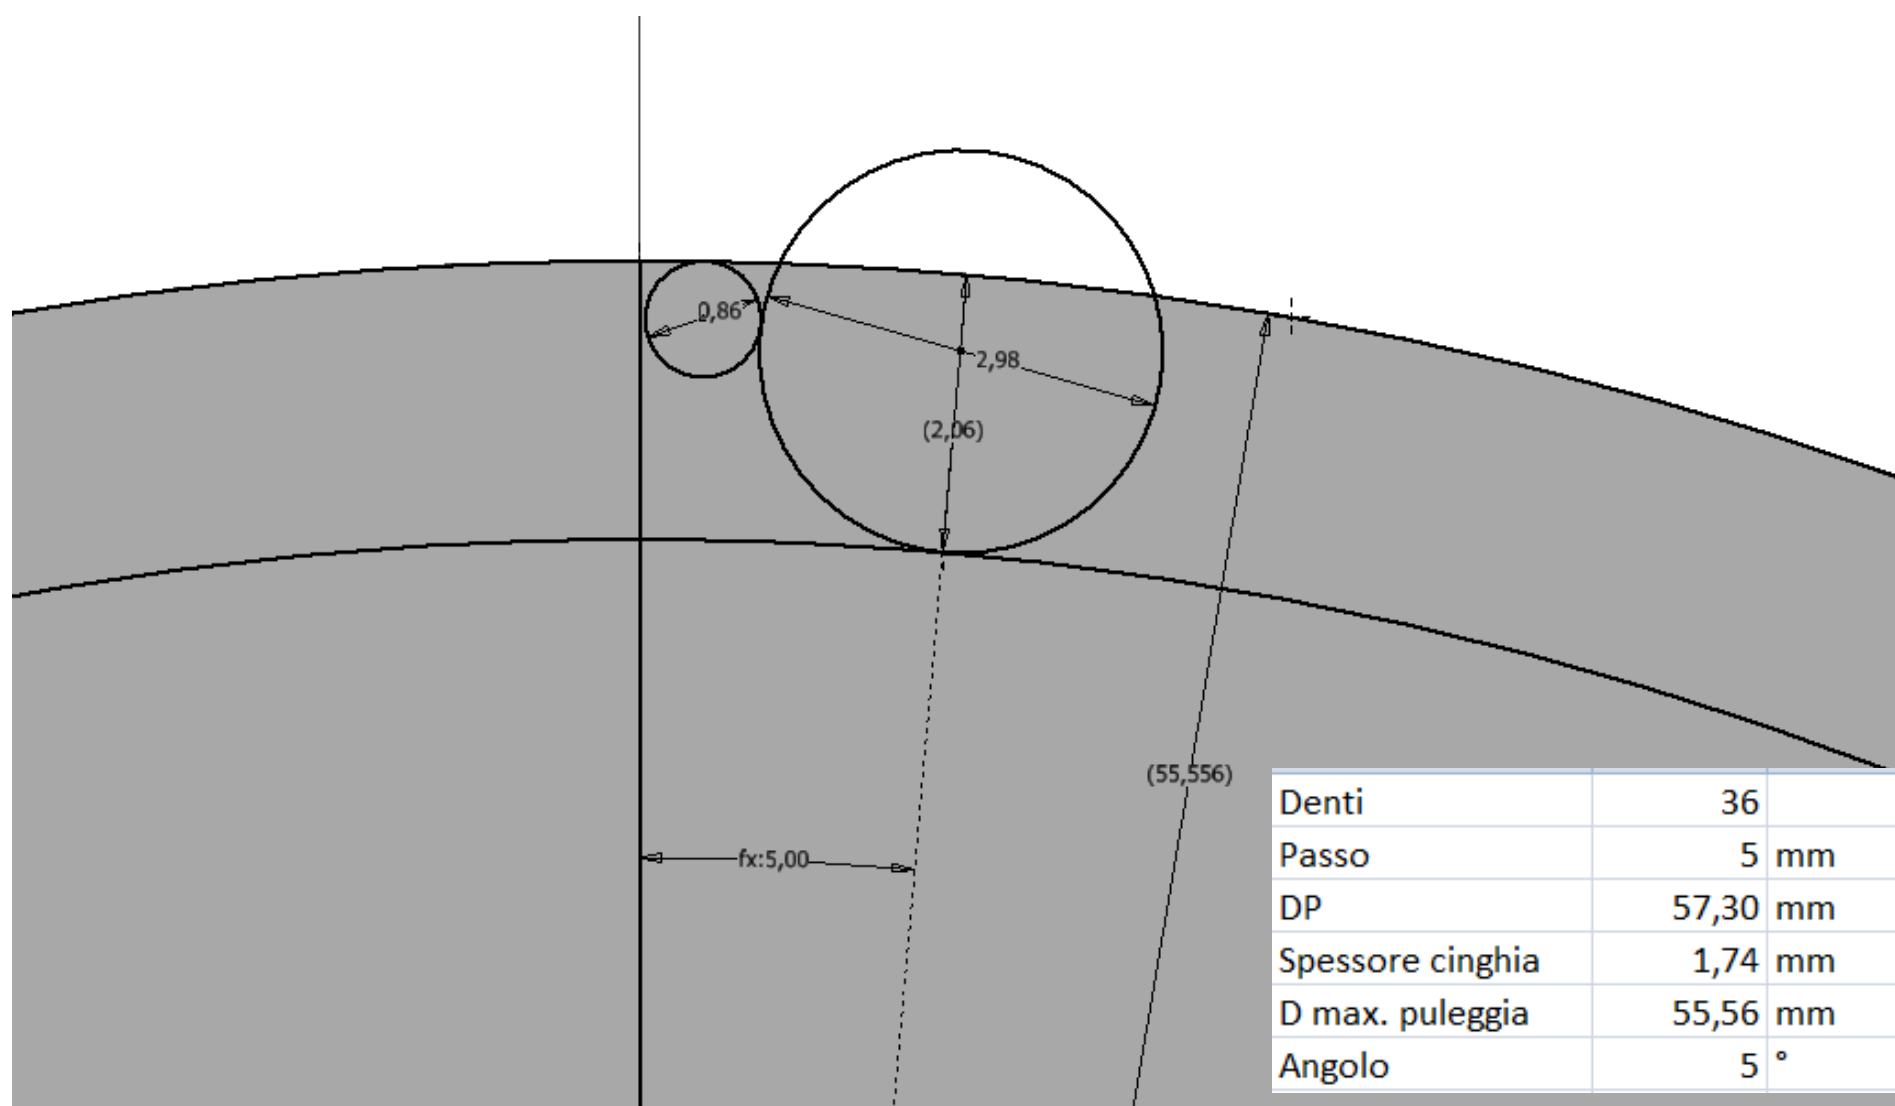 0,86
2,98
(2,06)
(55,556)
fx:5,00
Denti 36
Passo 5 mm
DP 57,30 mm
Spessore cinghia 1,74 mm
D max. puleggia 55,56 mm
Angolo 5 °